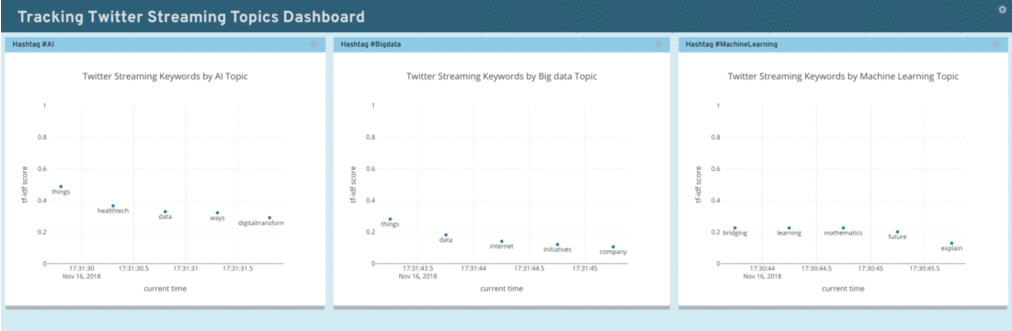 Tracking Twitter Streaming Topics Dashboard
Hashtag #AI
Twitter Streaming Keywords by AI Topic
1
0.8
0.6
0.4
0.2
0
tf-idf score
things
healthtech
data
ways
digitaltransform
17:31:30 17:31:30.5 17:31:31 17:31:31.5
Nov 16, 2018
current time
Hashtag #Bigdata
Twitter Streaming Keywords by Big data Topic
1
0.8
0.6
0.4
0.2
0
tf-idf score
things
data
internet
initiatives
company
17:31:43.5 17:31:44 17:31:44.5 17:31:45
Nov 16, 2018
current time
Hashtag #MachineLearning
Twitter Streaming Keywords by Machine Learning Topic
1
0.8
0.6
0.4
0.2
0
tf-idf score
bridging
learning
mathematics
future
explain
17:30:44 17:30:44.5 17:30:45 17:30:45.5
Nov 16, 2018
current time